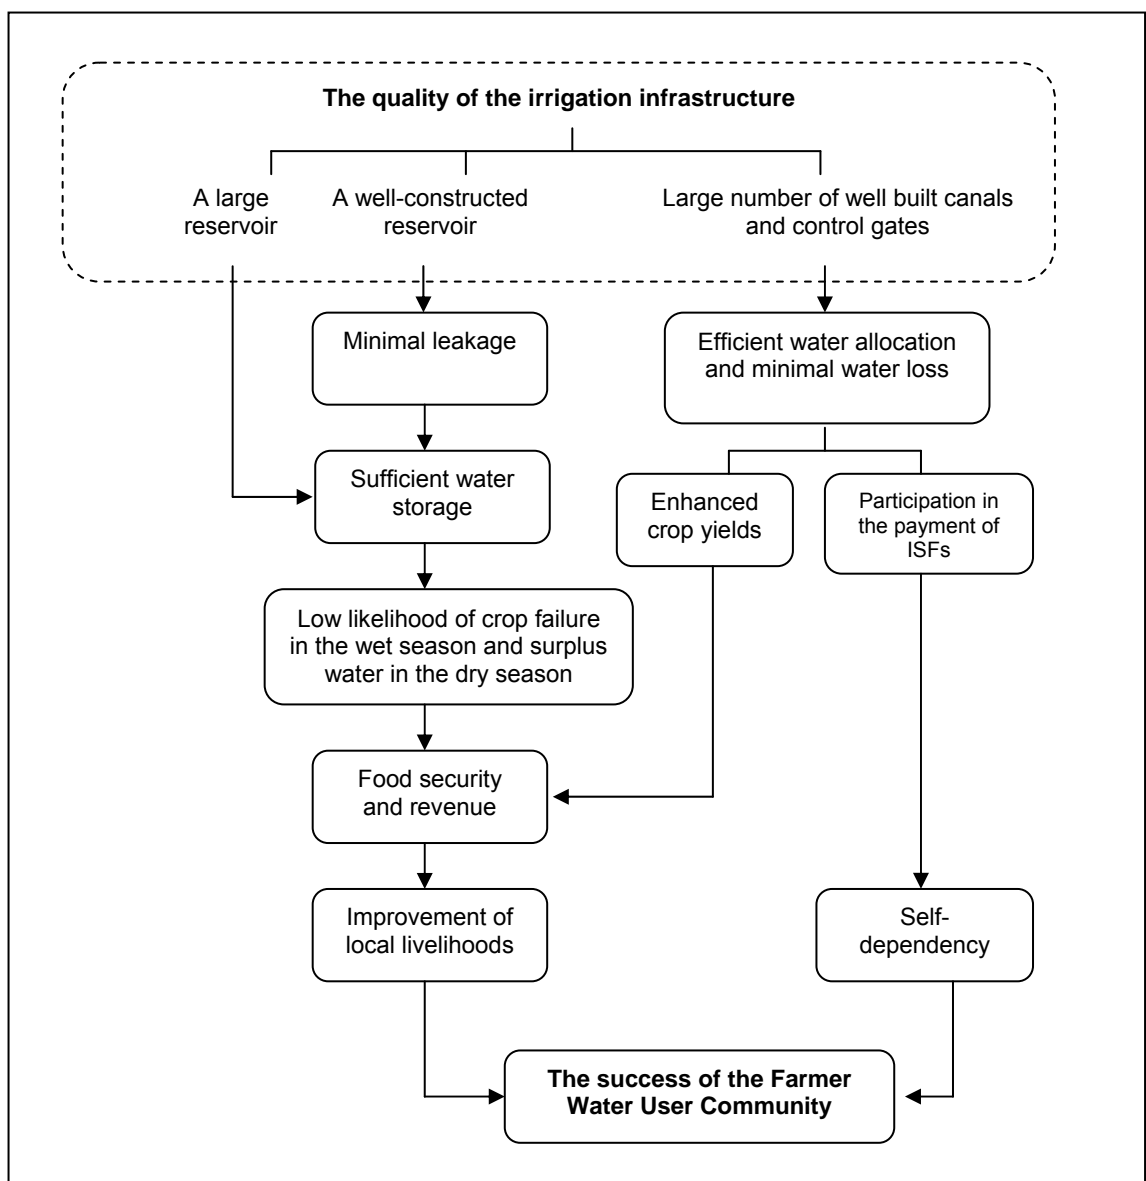 The quality of the irrigation infrastructure
A large
reservoir
A well-constructed
reservoir
Large number of well built canals
and control gates
Minimal leakage
Efficient water allocation
and minimal water loss
Sufficient water
storage
Enhanced
crop yields
Participation in
the payment of
ISFs
Low likelihood of crop failure
in the wet season and surplus
water in the dry season
Food security
and revenue
Improvement of
local livelihoods
Self-
dependency
The success of the Farmer
Water User Community